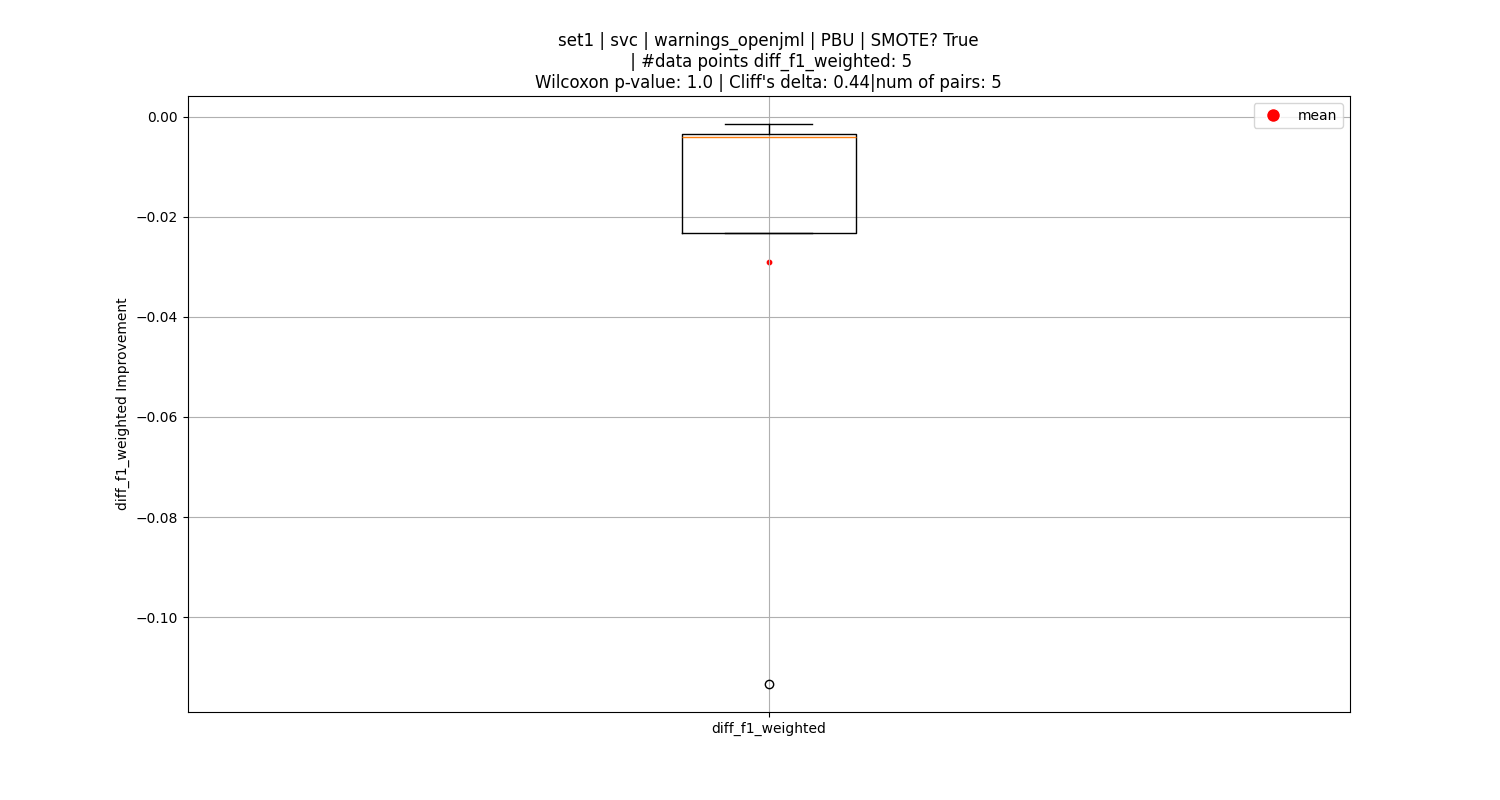 set1 | svc | warnings_openjml | PBU | SMOTE? True
| #data points diff_f1_weighted: 5
Wilcoxon p-value: 1.0 | Cliff's delta: 0.44|num of pairs: 5
mean
0.00
−0.02
−0.04
−0.06
−0.08
−0.10
diff_f1_weighted Improvement
diff_f1_weighted